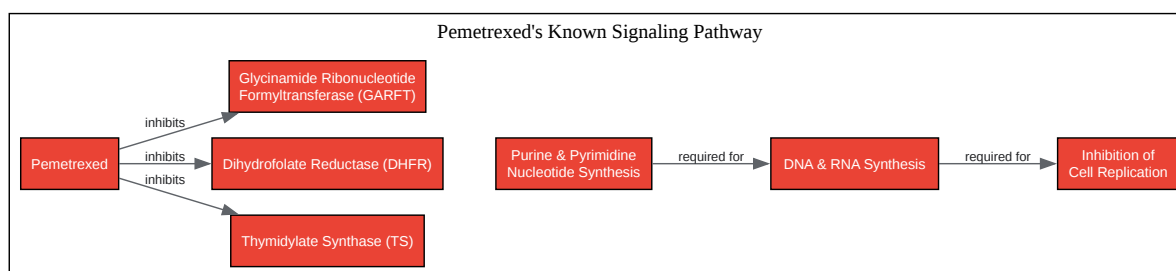 Pemetrexed's Known Signaling Pathway
Glycinamide Ribonucleotide
Formyltransferase (GARFT)
inhibits
Pemetrexed
inhibits
Dihydrofolate Reductase (DHFR)
Purine & Pyrimidine
Nucleotide Synthesis
required for
DNA & RNA Synthesis
required for
Inhibition of
Cell Replication
inhibits
Thymidylate Synthase (TS)